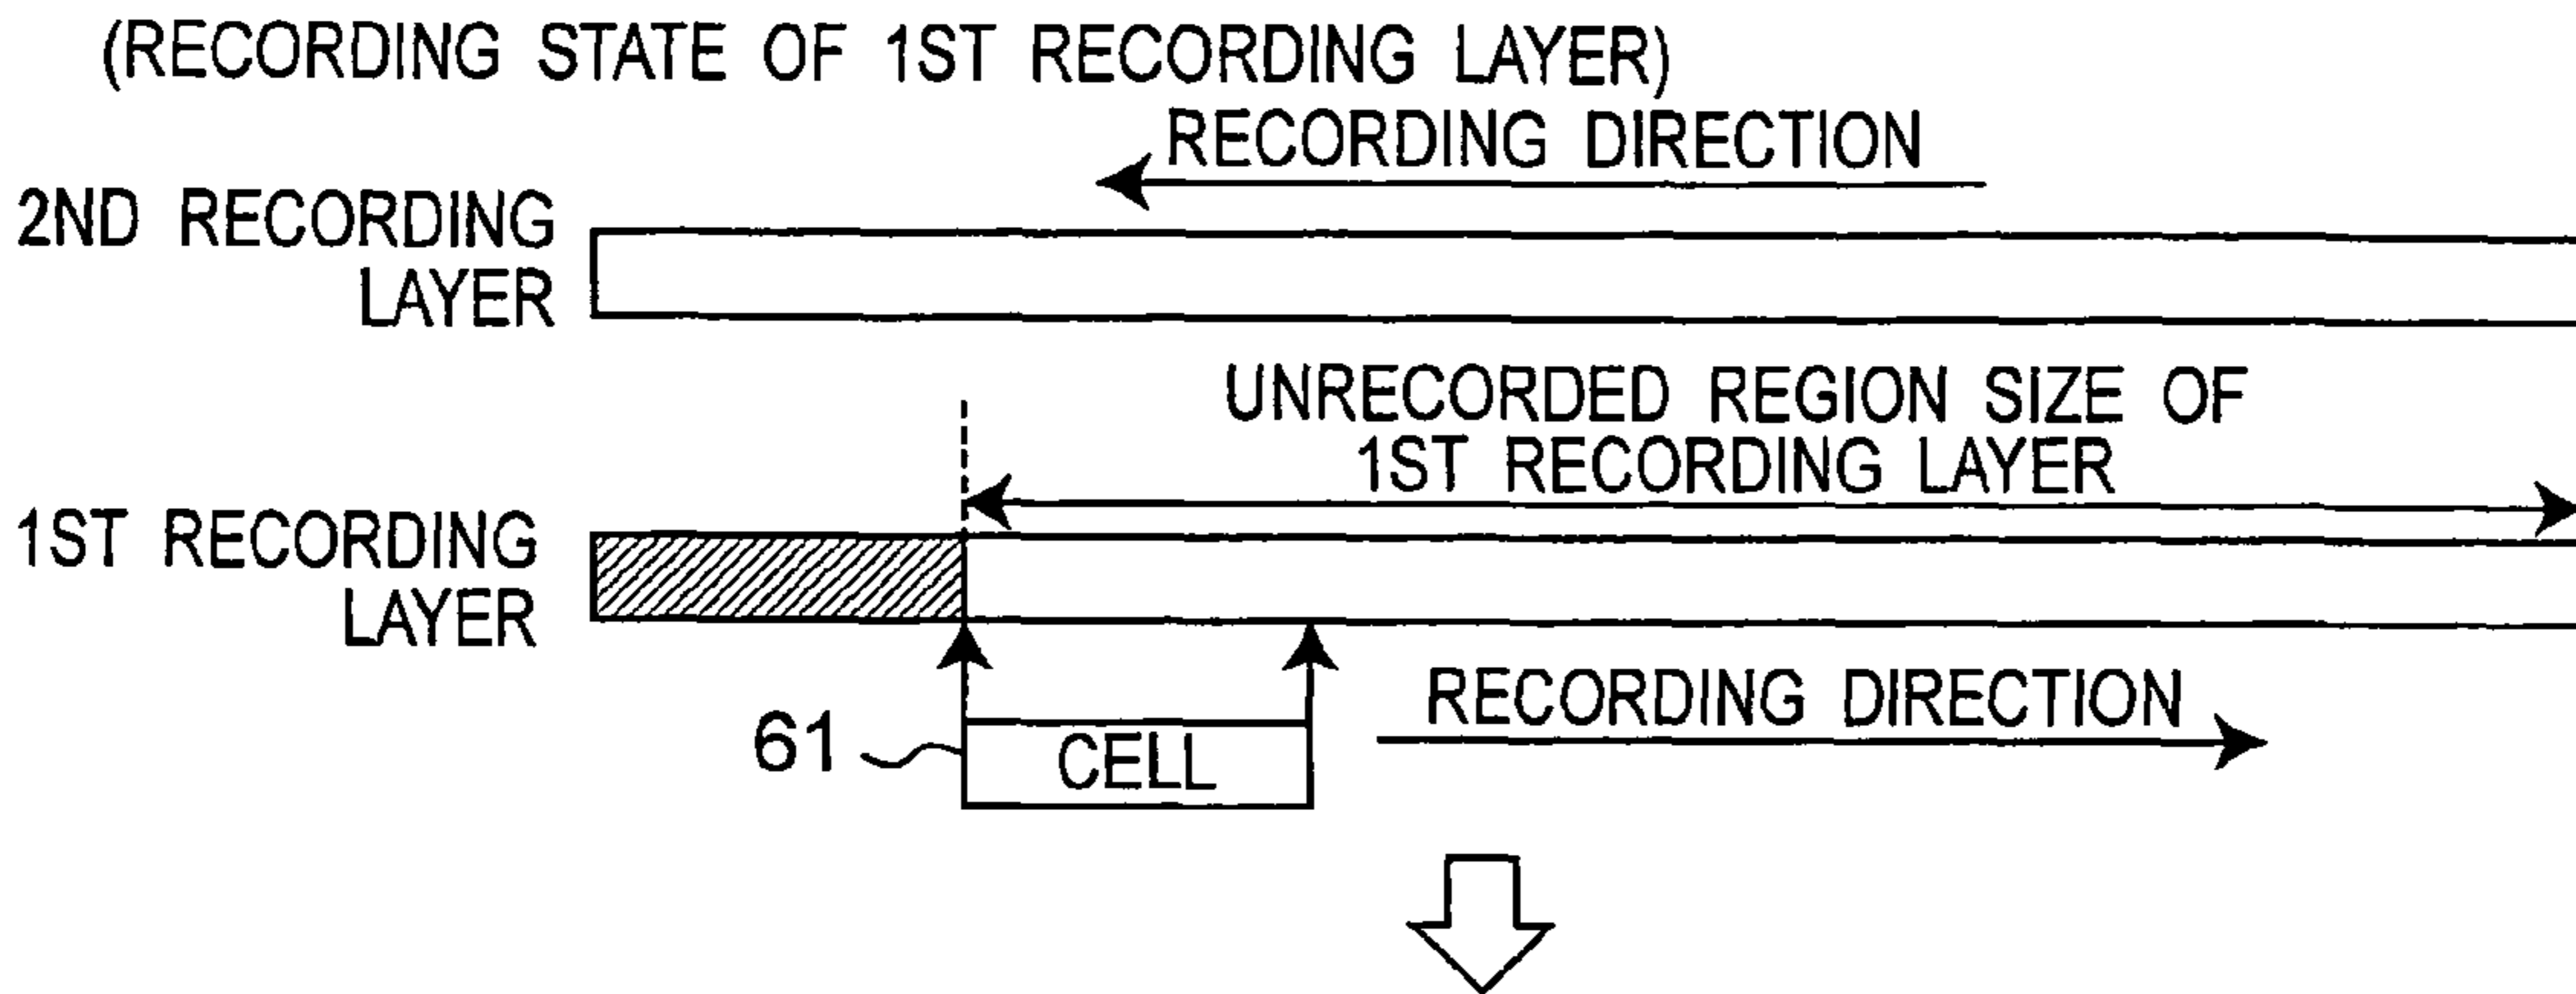 (RECORDING STATE OF 1ST RECORDING LAYER)
RECORDING DIRECTION
2ND RECORDING
LAYER
UNRECORDED REGION SIZE OF
1ST RECORDING LAYER
1ST RECORDING
LAYER
RECORDING DIRECTION
61
CELL